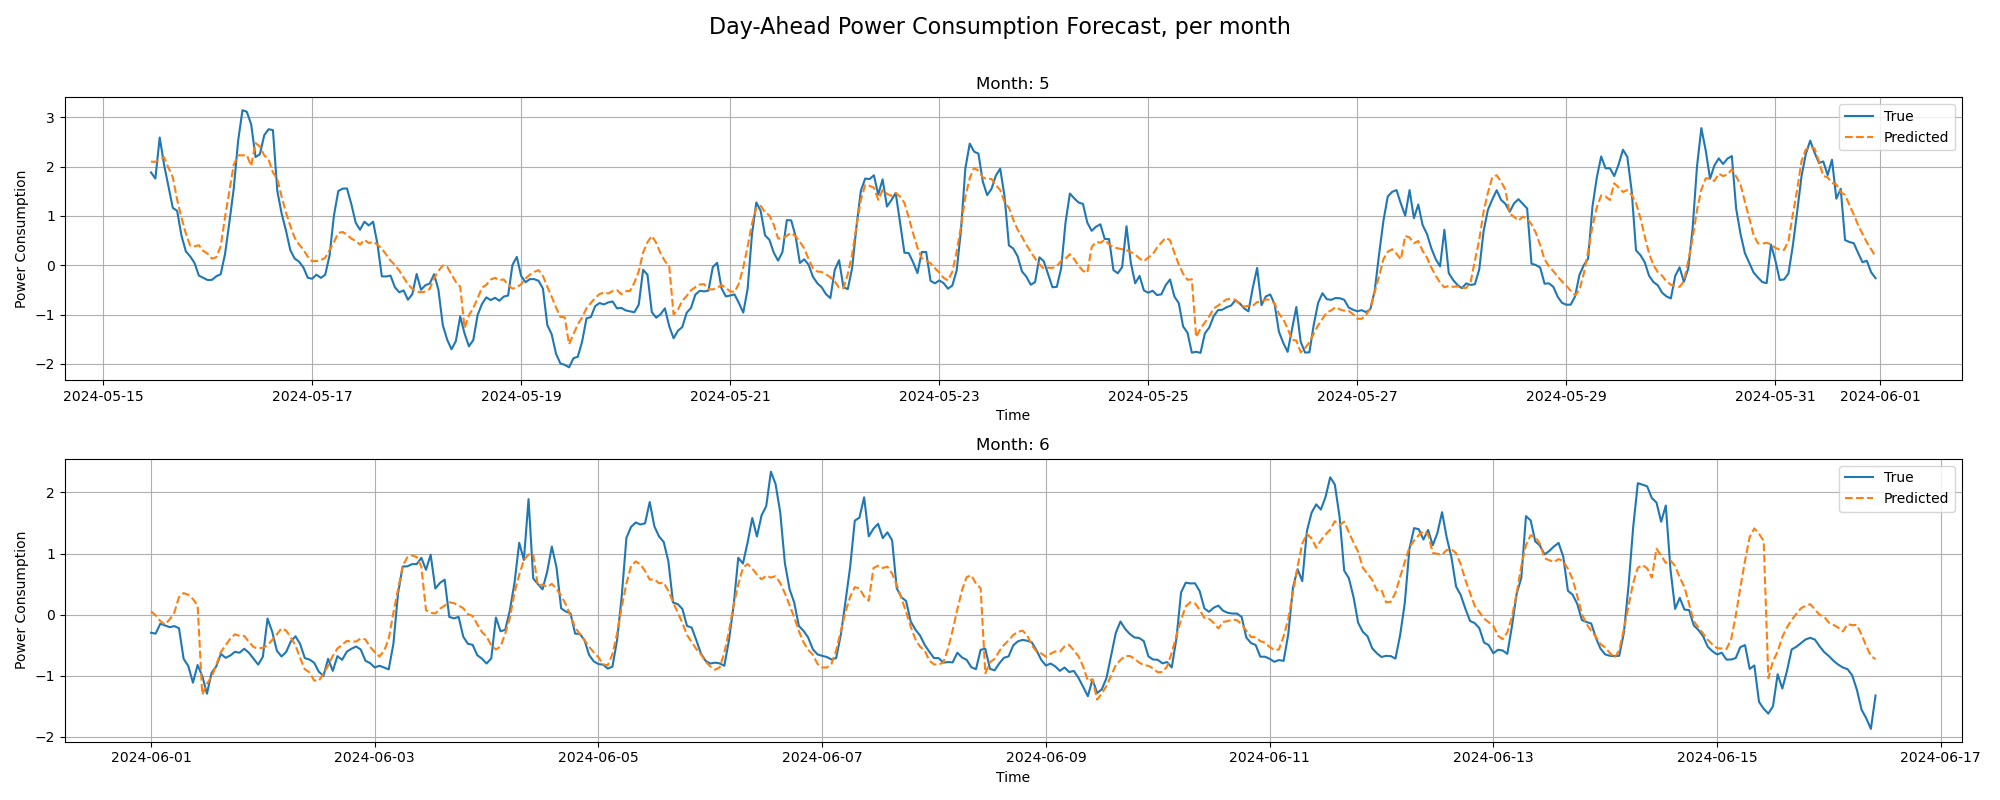 Day-Ahead Power Consumption Forecast, per month
Month: 5
Power Consumption
3
2
1
0
−1
−2
True
Predicted
2024-05-15 2024-05-17 2024-05-19 2024-05-21 2024-05-23 2024-05-25 2024-05-27 2024-05-29 2024-05-31 2024-06-01
Time
Month: 6
Power Consumption
2
1
0
−1
−2
True
Predicted
2024-06-01 2024-06-03 2024-06-05 2024-06-07 2024-06-09 2024-06-11 2024-06-13 2024-06-15 2024-06-17
Time